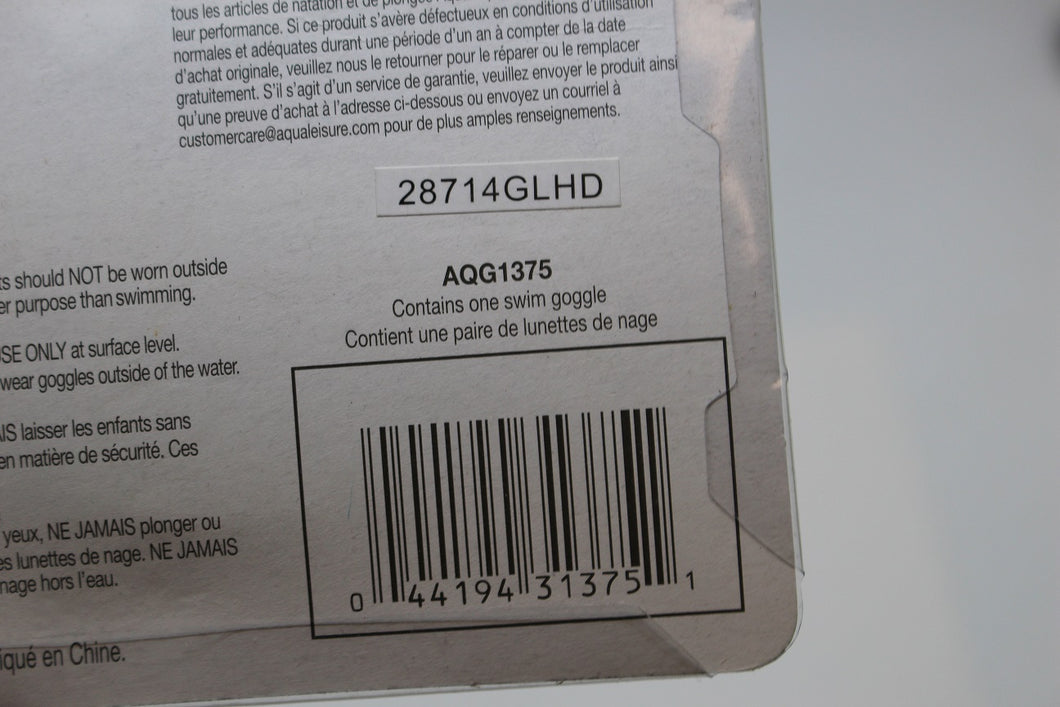 tous les articles de natation et de plongée
leur performance. Si ce produit s'avère défectueux en conditions d'utilisation
normales et adéquates durant une période d'un an à compter de la date
d'achat originale, veuillez nous le retourner pour le réparer ou le remplacer
gratuitement. S'il s'agit d'un service de garantie, veuillez envoyer le produit ainsi
qu'une preuve d'achat à l'adresse ci-dessous ou envoyez un courriel à
customercare@aqualeisure.com pour de plus amples renseignements.
28714GLHD
AQG1375
Contains one swim goggle
Contient une paire de lunettes de nage
ts should NOT be worn outside
er purpose than swimming.
SE ONLY at surface level.
wear goggles outside of the water.
IS laisser les enfants sans
en matière de sécurité. Ces
yeux, NE JAMAIS plonger ou
es lunettes de nage. NE JAMAIS
nage hors l'eau.
iqué en Chine.
0 44194 31375 1